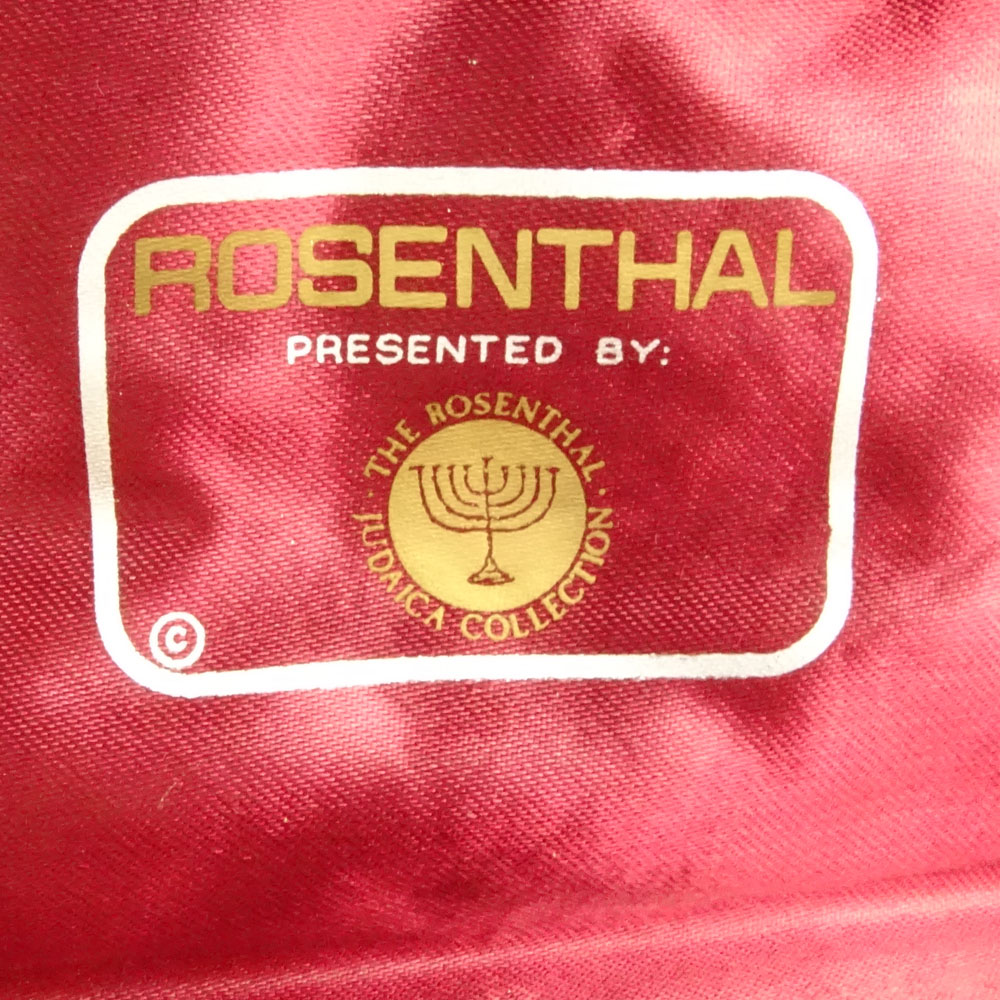 ROSENTHAL
PRESENTED BY:
THE ROSENTHAL
· JUDAICA COLLECTION ·
©